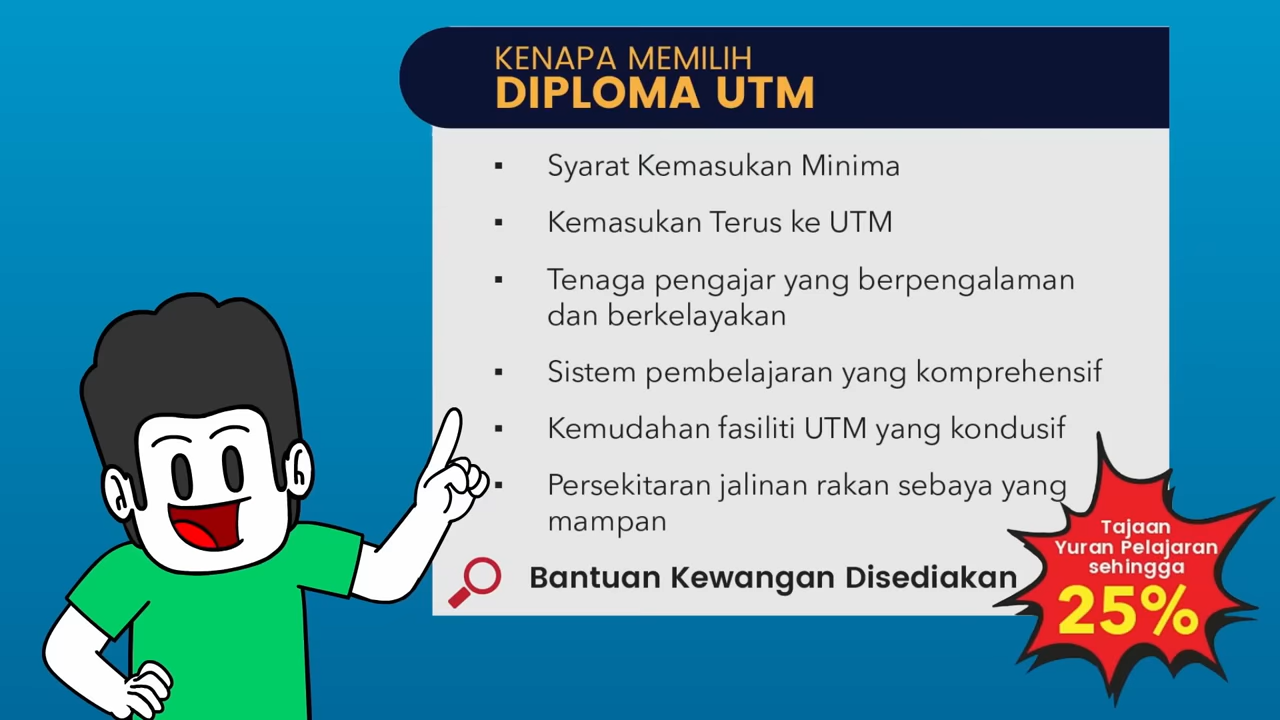 KENAPA MEMILIH
DIPLOMA UTM
▪ Syarat Kemasukan Minima
▪ Kemasukan Terus ke UTM
▪ Tenaga pengajar yang berpengalaman
dan berkelayakan
▪ Sistem pembelajaran yang komprehensif
▪ Kemudahan fasiliti UTM yang kondusif
▪ Persekitaran jalinan rakan sebaya yang
mampan
Bantuan Kewangan Disediakan
Tajaan
Yuran Pelajaran
sehingga
25%